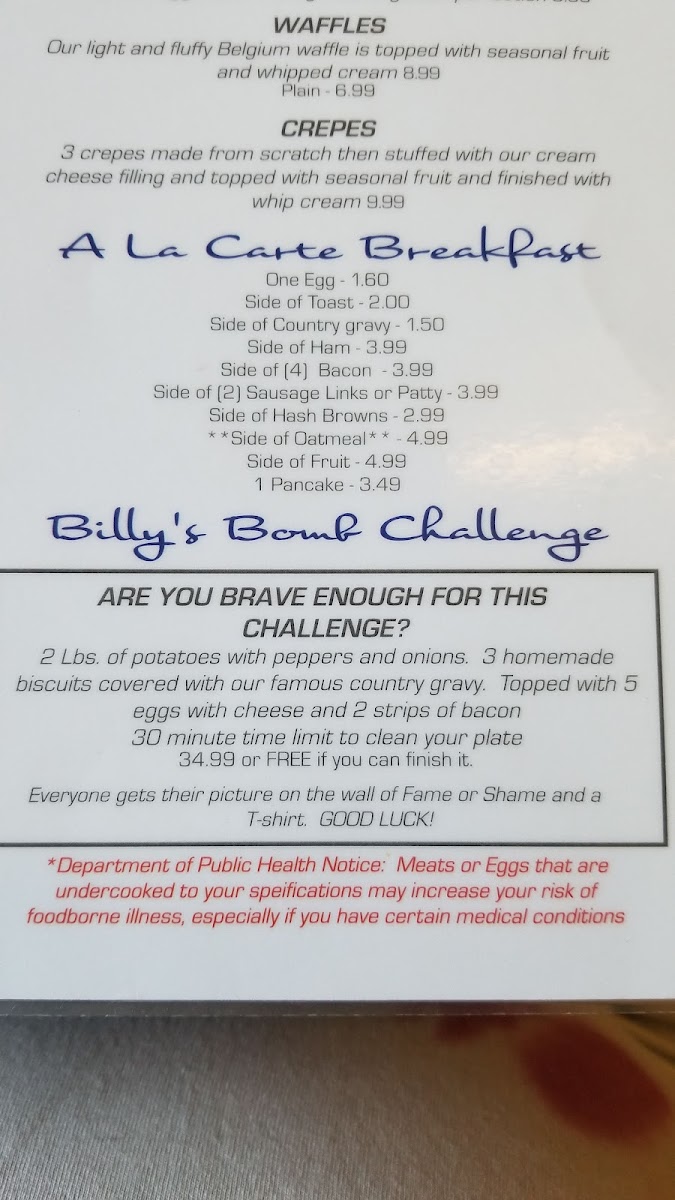 WAFFLES
Our light and fluffy Belgium waffle is topped with seasonal fruit
and whipped cream 8.99
Plain - 6.99
CREPES
3 crepes made from scratch then stuffed with our cream
cheese filling and topped with seasonal fruit and finished with
whip cream 9.99
A La Carte Breakfast
One Egg - 1.60
Side of Toast - 2.00
Side of Country gravy - 1.50
Side of Ham - 3.99
Side of (4) Bacon - 3.99
Side of (2) Sausage Links or Patty - 3.99
Side of Hash Browns - 2.99
**Side of Oatmeal** - 4.99
Side of Fruit - 4.99
1 Pancake - 3.49
Billy's Bomb Challenge
ARE YOU BRAVE ENOUGH FOR THIS
CHALLENGE?
2 Lbs. of potatoes with peppers and onions. 3 homemade
biscuits covered with our famous country gravy. Topped with 5
eggs with cheese and 2 strips of bacon
30 minute time limit to clean your plate
34.99 or FREE if you can finish it.
Everyone gets their picture on the wall of Fame or Shame and a
T-shirt. GOOD LUCK!
*Department of Public Health Notice: Meats or Eggs that are
undercooked to your speifications may increase your risk of
foodborne illness, especially if you have certain medical conditions